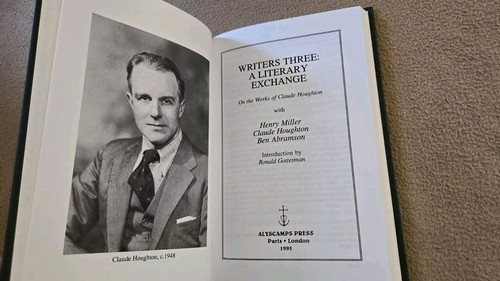 Claude Houghton, c.1948
WRITERS THREE:
A LITERARY
EXCHANGE
On the Works of Claude Houghton
with
Henry Miller
Claude Houghton
Ben Abramson
Introduction by
Ronald Gottesman
ALYSCAMPS PRESS
Paris • London
1995